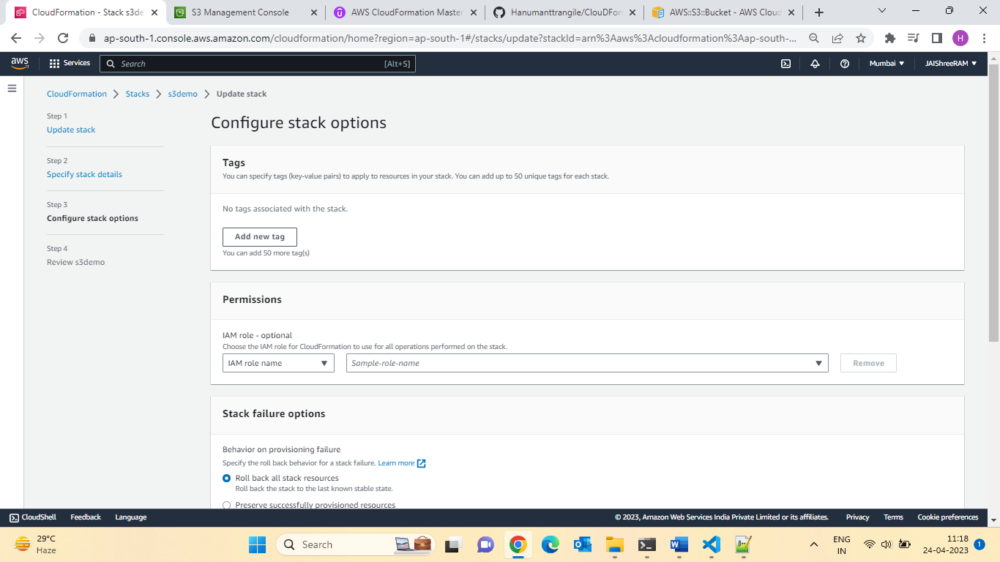 CloudFormation - Stack s3de
S3 Management Console
AWS CloudFormation Master
Hanumanttrangile/CloudFor
AWS::S3::Bucket - AWS Cloud
ap-south-1.console.aws.amazon.com/cloudformation/home?region=ap-south-1#/stacks/update?stackId=arn%3Aaws%3Acloudformation%3Aap-south-...
H
aws
Services
Search
[Alt+S]
Mumbai
JAIShreeRAM
CloudFormation
Stacks
s3demo
Update stack
Step 1
Update stack
Step 2
Specify stack details
Step 3
Configure stack options
Step 4
Review s3demo
Configure stack options
Tags
You can specify tags (key-value pairs) to apply to resources in your stack. You can add up to 50 unique tags for each stack.
No tags associated with the stack.
Add new tag
You can add 50 more tag(s)
Permissions
IAM role - optional
Choose the IAM role for CloudFormation to use for all operations performed on the stack.
IAM role name
Sample-role-name
Remove
Stack failure options
Behavior on provisioning failure
Specify the roll back behavior for a stack failure. Learn more
Roll back all stack resources
Roll back the stack to the last known stable state.
Preserve successfully provisioned resources
CloudShell
Feedback
Language
© 2023, Amazon Web Services India Private Limited or its affiliates.
Privacy
Terms
Cookie preferences
29°C
Haze
Search
ENG
IN
11:18
24-04-2023
1